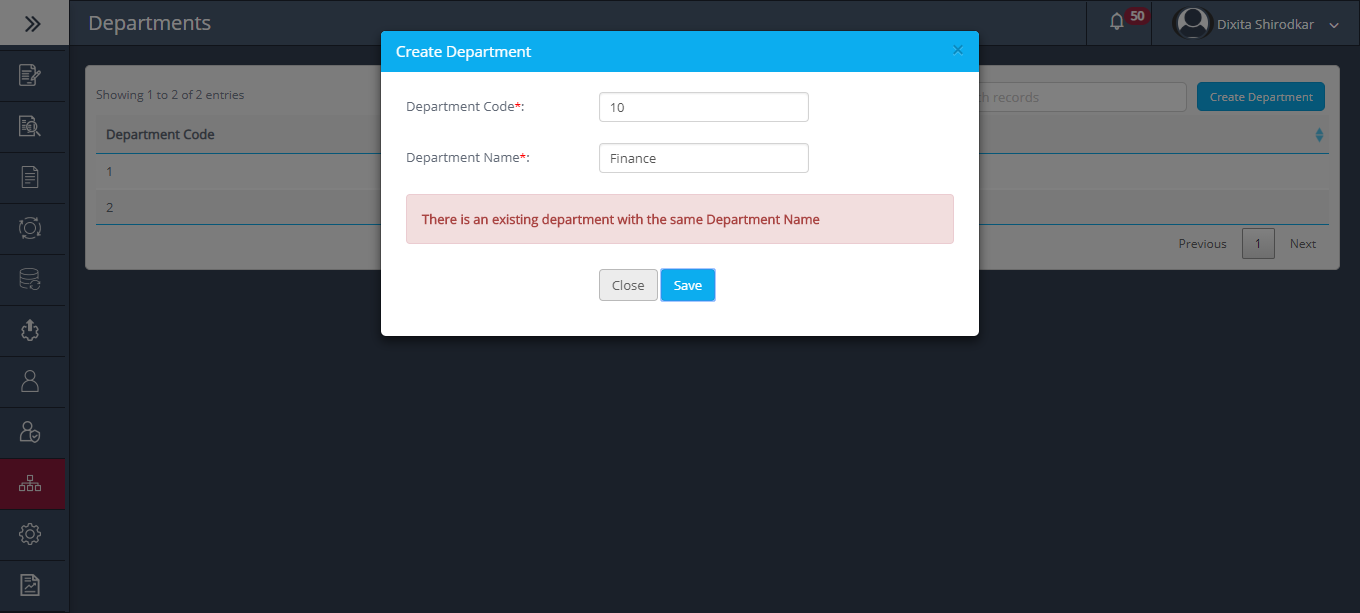 Departments
50
Dixita Shirodkar
Create Department
×
Department Code*:
10
Department Name*:
Finance
There is an existing department with the same Department Name
Close
Save
Showing 1 to 2 of 2 entries
records
Create Department
Department Code
1
2
Previous
1
Next